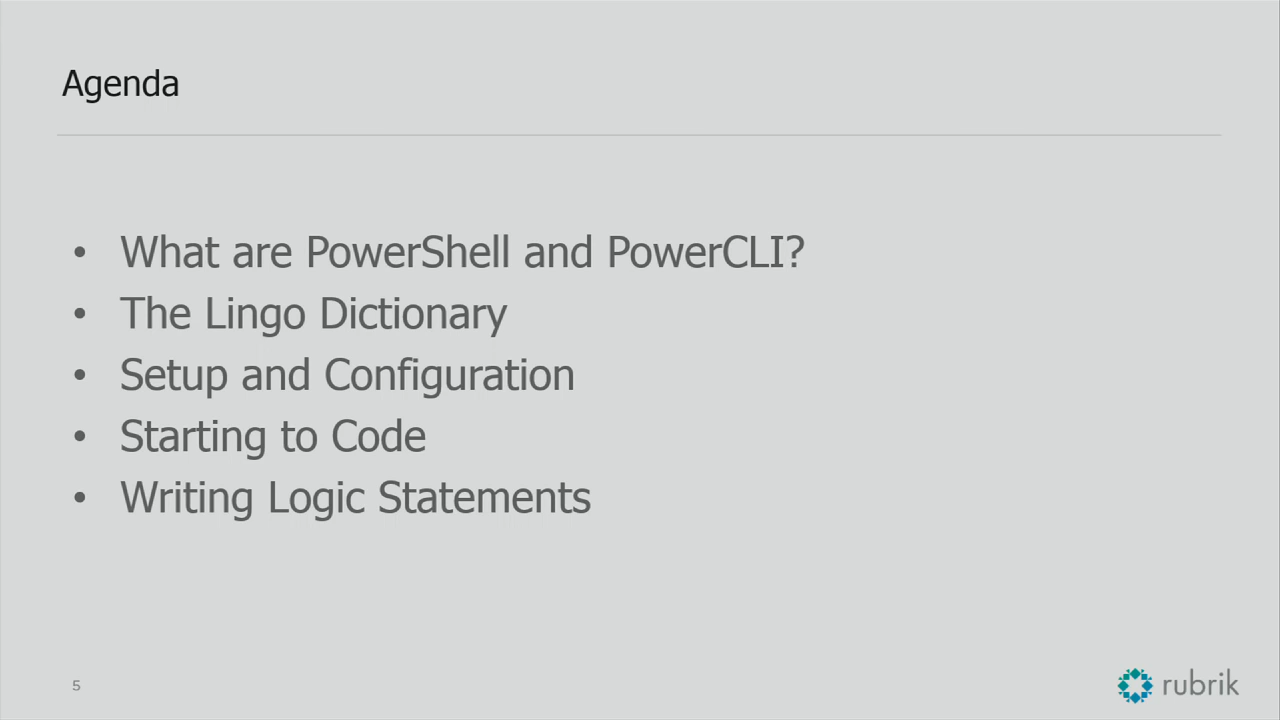 Agenda
• What are PowerShell and PowerCLI?
• The Lingo Dictionary
• Setup and Configuration
• Starting to Code
• Writing Logic Statements
5
rubrik